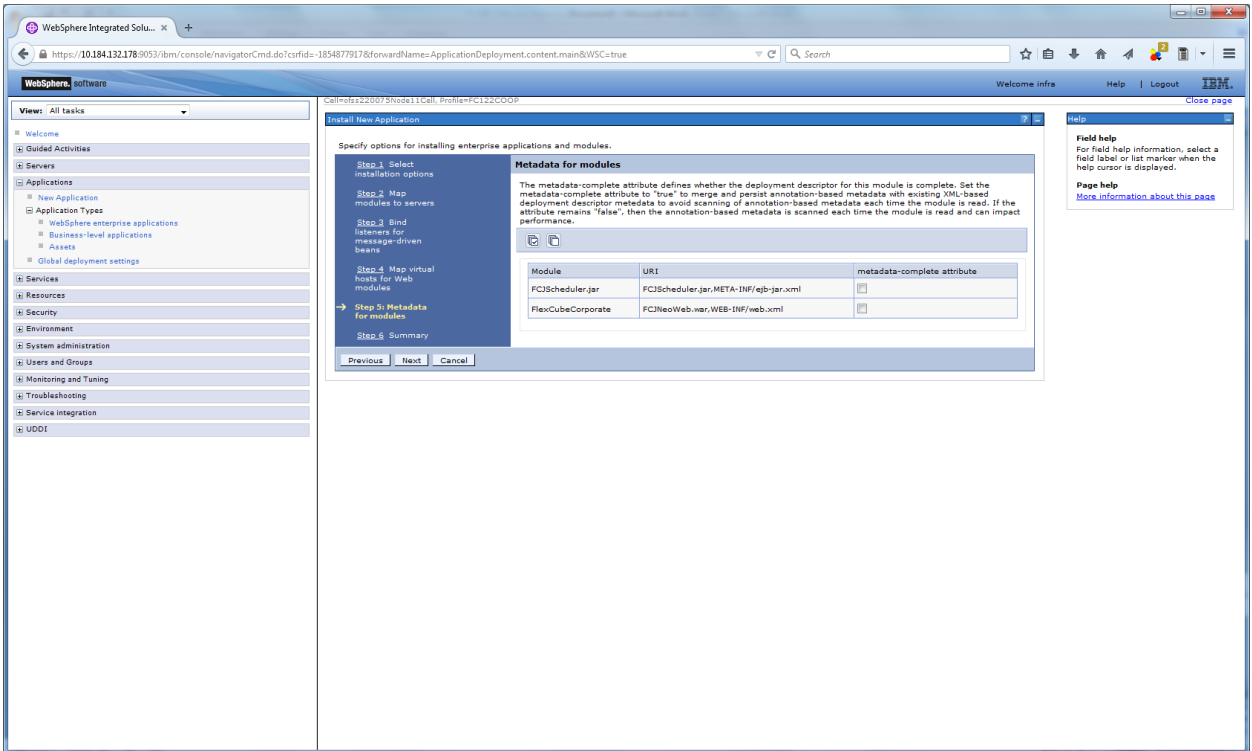 WebSphere Integrated Solu... × +
https://10.184.132.178:9053/ibm/console/navigatorCmd.do?csrfid=-1854877917&forwardName=ApplicationDeployment.content.main&WSC=true
Search
2
WebSphere. software
Welcome infra
Help | Logout
IBM.
View: All tasks
Welcome
Guided Activities
Servers
Applications
New Application
Application Types
WebSphere enterprise applications
Business-level applications
Assets
Global deployment settings
Services
Resources
Security
Environment
System administration
Users and Groups
Monitoring and Tuning
Troubleshooting
Service integration
UDDI
Cell=ofss220075Node11Cell, Profile=FC122COOP
Close page
Install New Application
? -
Specify options for installing enterprise applications and modules.
Step 1 Select
installation options
Step 2 Map
modules to servers
Step 3 Bind
listeners for
message-driven
beans
Step 4 Map virtual
hosts for Web
modules
Step 5: Metadata
for modules
Step 6 Summary
Metadata for modules
The metadata-complete attribute defines whether the deployment descriptor for this module is complete. Set the
metadata-complete attribute to "true" to merge and persist annotation-based metadata with existing XML-based
deployment descriptor metedata to avoid scanning of annotation-based metadata each time the module is read. If the
attribute remains "false", then the annotation-based metadata is scanned each time the module is read and can impact
performance.
Module URI metadata-complete attribute
FCJScheduler.jar FCJScheduler.jar,META-INF/ejb-jar.xml
FlexCubeCorporate FCJNeoWeb.war,WEB-INF/web.xml
Previous Next Cancel
Help
Field help
For field help information, select a
field label or list marker when the
help cursor is displayed.
Page help
More information about this page